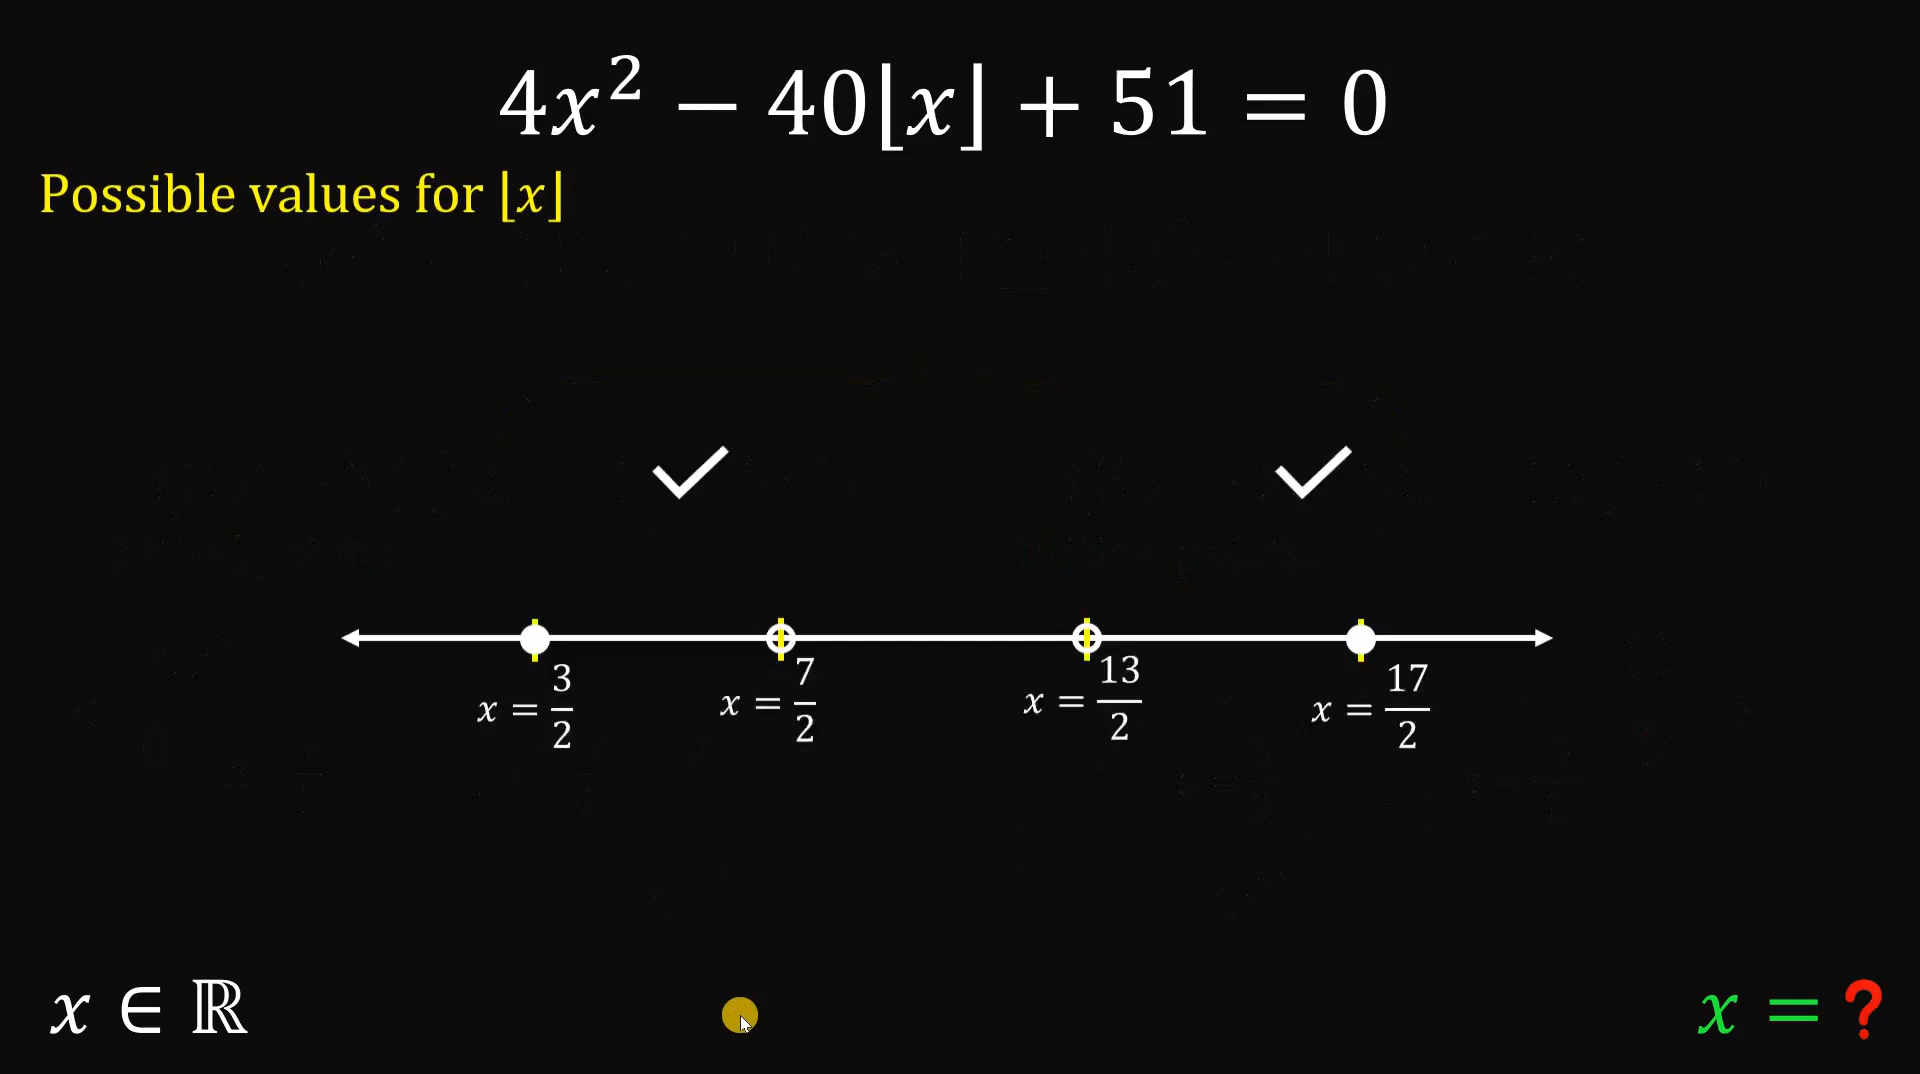 4x² − 40⌊x⌋ + 51 = 0
Possible values for ⌊x⌋
x = 3/2
x = 7/2
x = 13/2
x = 17/2
x ∈ ℝ
x = ?